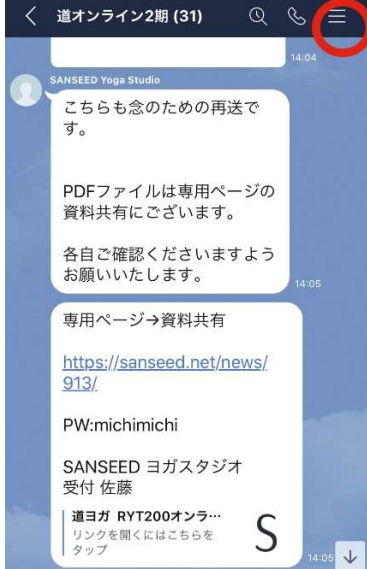 道オンライン2期 (31)
14:04
SANSEED Yoga Studio
こちらも念のための再送で
す。
PDFファイルは専用ページの
資料共有にございます。
各自ご確認くださいますよう
お願いいたします。
14:05
専用ページ→資料共有
https://sanseed.net/news/
913/
PW:michimichi
SANSEED ヨガスタジオ
受付 佐藤
道ヨガ RYT200オンラ…
リンクを開くにはこちらを
タップ
S
14:05